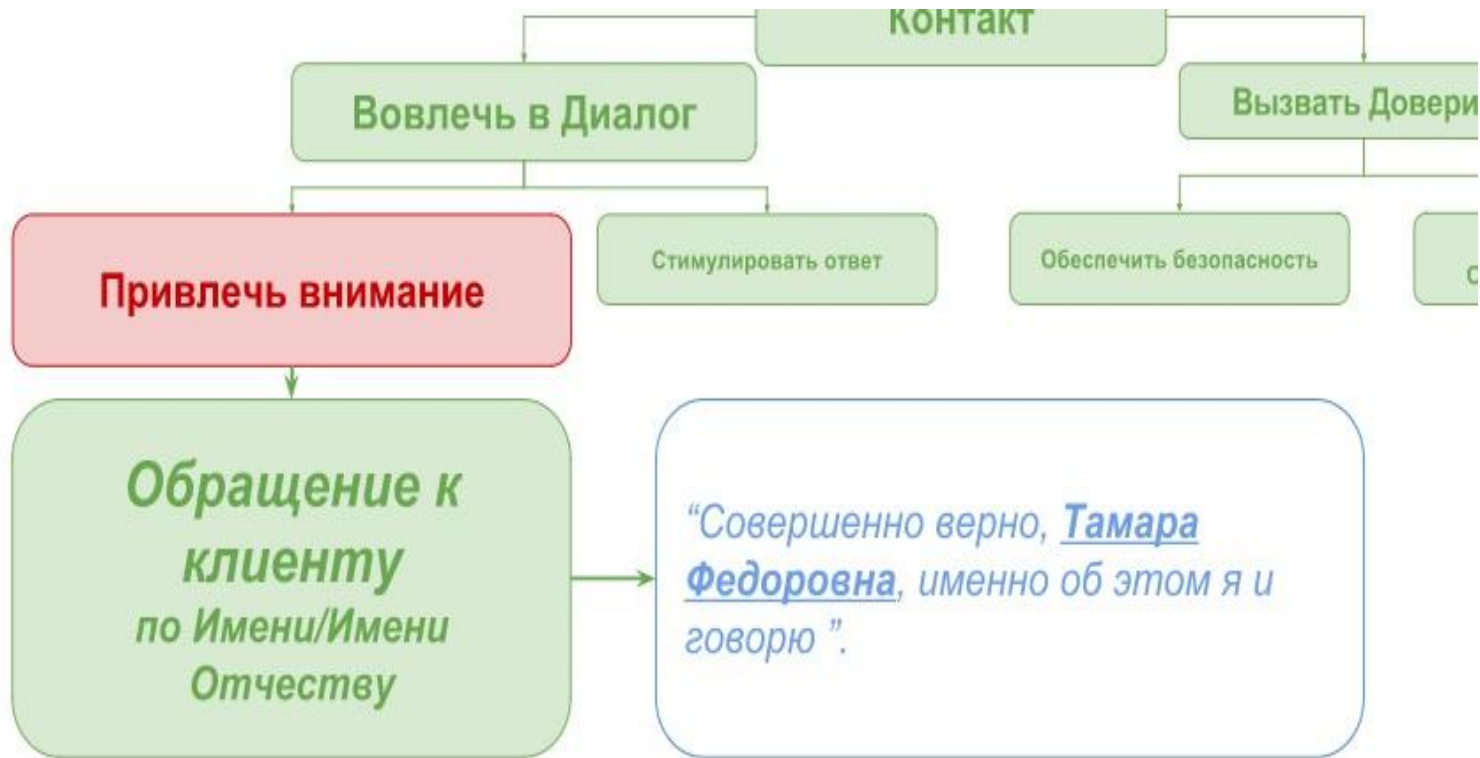 Контакт
Вовлечь в Диалог
Вызвать
Привлечь внимание
Стимулировать ответ
Обеспечить безопасность
Обращение к
клиенту
по Имени/Имени
Отчеству
“Совершенно верно, Тамара
Федоровна, именно об этом я и
говорю ”.